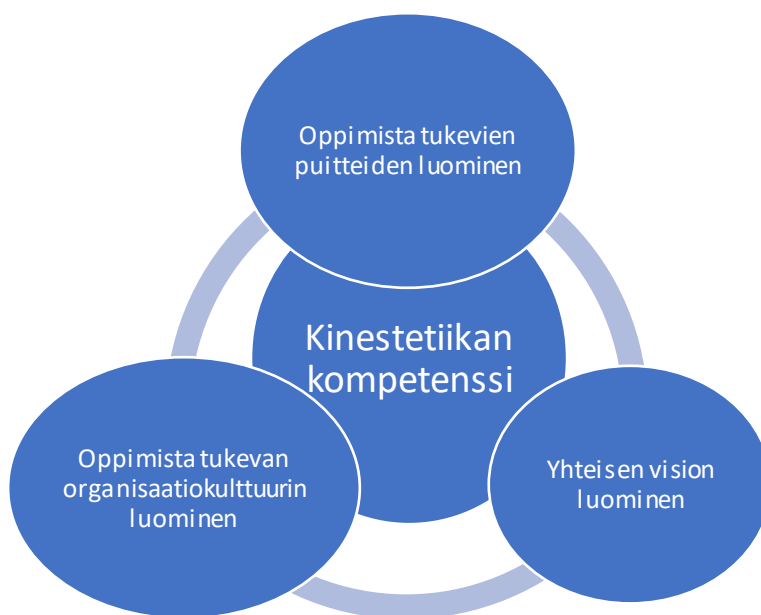 Oppimista tukevien
puitteiden luominen
Kinestetiikan
kompetenssi
Oppimista tukevan
organisaatiokulttuurin
luominen
Yhteisen vision
luominen